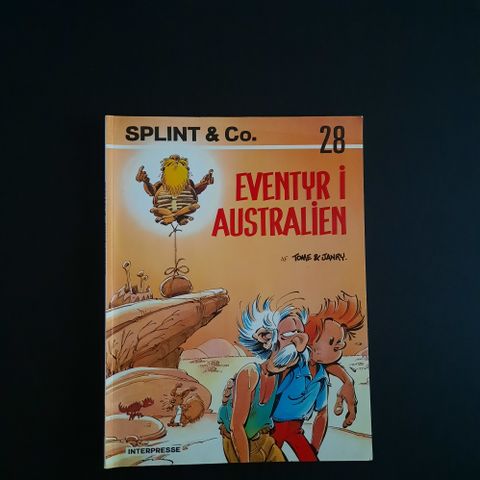 SPLINT & Co.
28
EVENTYR i
AUSTRALiEN
AF TOME & JANRY.
INTERPRESSE